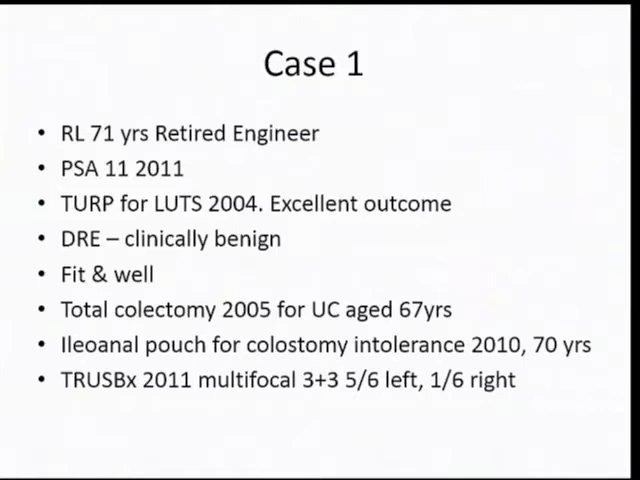 Case 1
• RL 71 yrs Retired Engineer
• PSA 11 2011
• TURP for LUTS 2004. Excellent outcome
• DRE – clinically benign
• Fit & well
• Total colectomy 2005 for UC aged 67yrs
• Ileoanal pouch for colostomy intolerance 2010, 70 yrs
• TRUSBx 2011 multifocal 3+3 5/6 left, 1/6 right